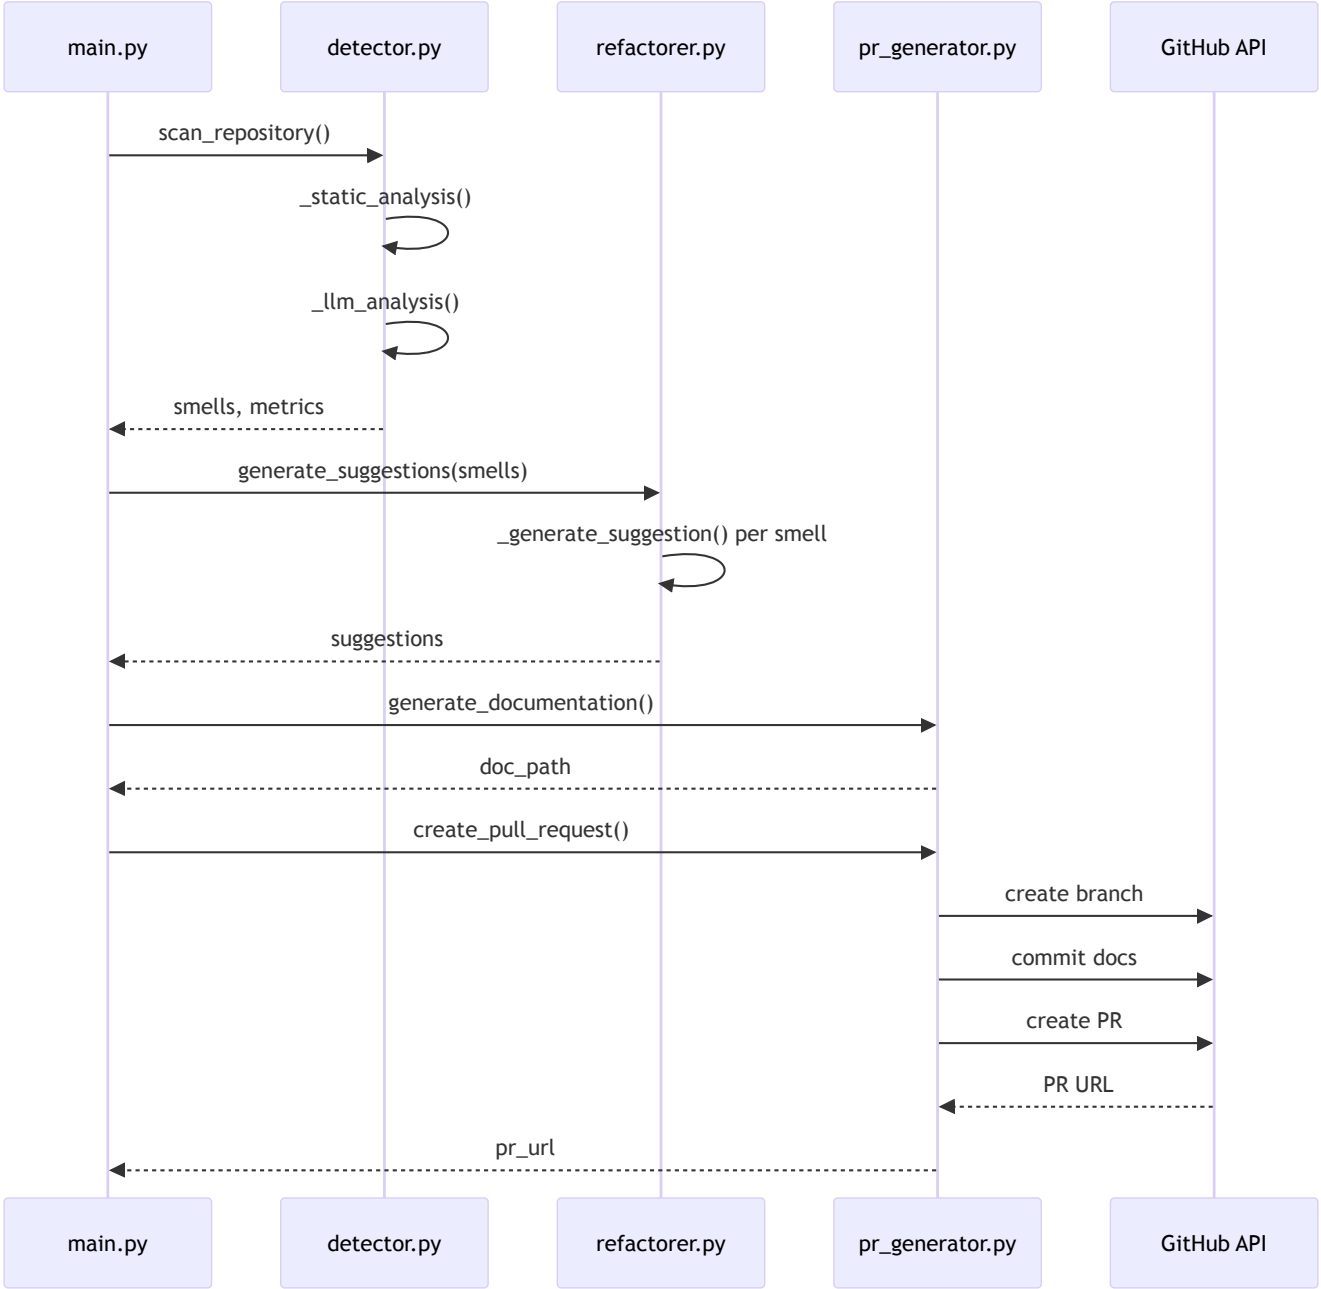 main.py
detector.py
refactorer.py
pr_generator.py
GitHub API
scan_repository()
_static_analysis()
_llm_analysis()
smells, metrics
generate_suggestions(smells)
_generate_suggestion() per smell
suggestions
generate_documentation()
doc_path
create_pull_request()
create branch
commit docs
create PR
PR URL
pr_url
main.py
detector.py
refactorer.py
pr_generator.py
GitHub API